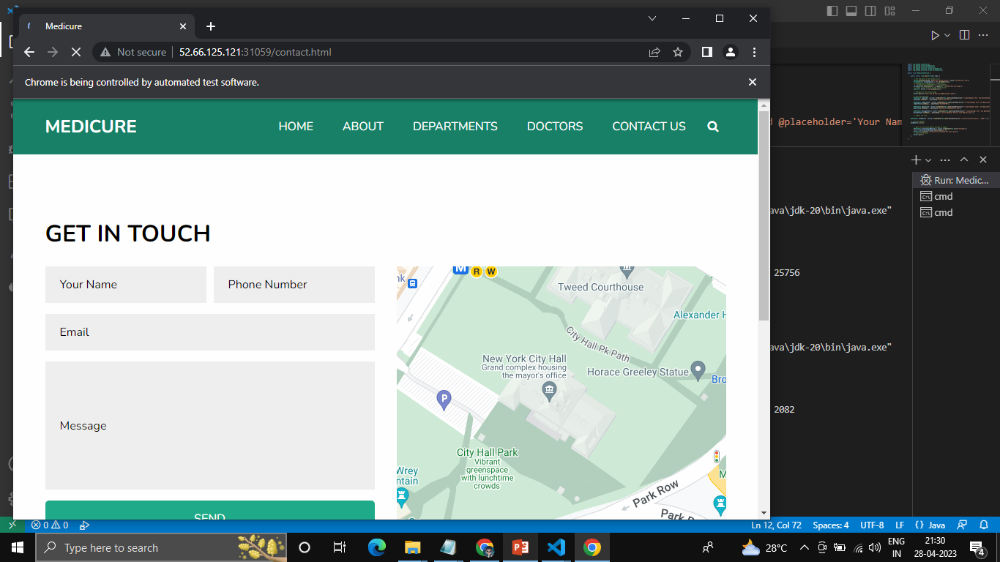 Medicure
Not secure
52.66.125.121:31059/contact.html
Chrome is being controlled by automated test software.
MEDICURE
HOME
ABOUT
DEPARTMENTS
DOCTORS
CONTACT US
GET IN TOUCH
Your Name
Phone Number
Email
Message
SEND
nk
M
R
W
Tweed Courthouse
Alexander H
City Hall Pk Path
New York City Hall
Grand complex housing
the mayor's office
Horace Greeley Statue
Bro
P
City Hall Park
Vibrant
greenspace
with lunchtime
crowds
Wrey
ntain
M
Park Row
Park
d @placeholder='Your Nam
Run: Medic...
cmd
cmd
ava\jdk-20\bin\java.exe"
25756
ava\jdk-20\bin\java.exe"
2082
0
0
Ln 12, Col 72
Spaces: 4
UTF-8
LF
{ } Java
Type here to search
28°C
ENG
IN
21:30
28-04-2023
4